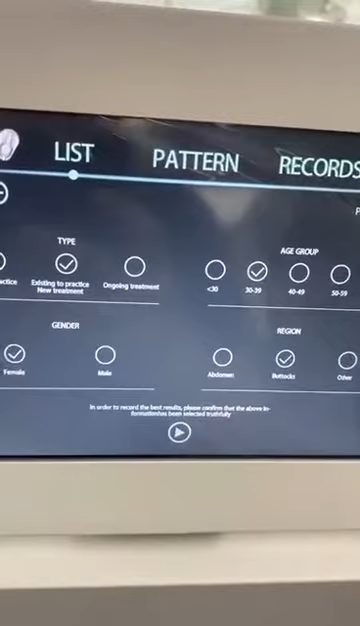 LIST PATTERN RECORDS
TYPE AGE GROUP
Existing to practice Ongoing treatment <30 30-39 40-49 50-59
New treatment
GENDER REGION
Female Male Abdomen Buttocks Other
In order to record the best results, please confirm that the above in-
formationhas been selected truthfully